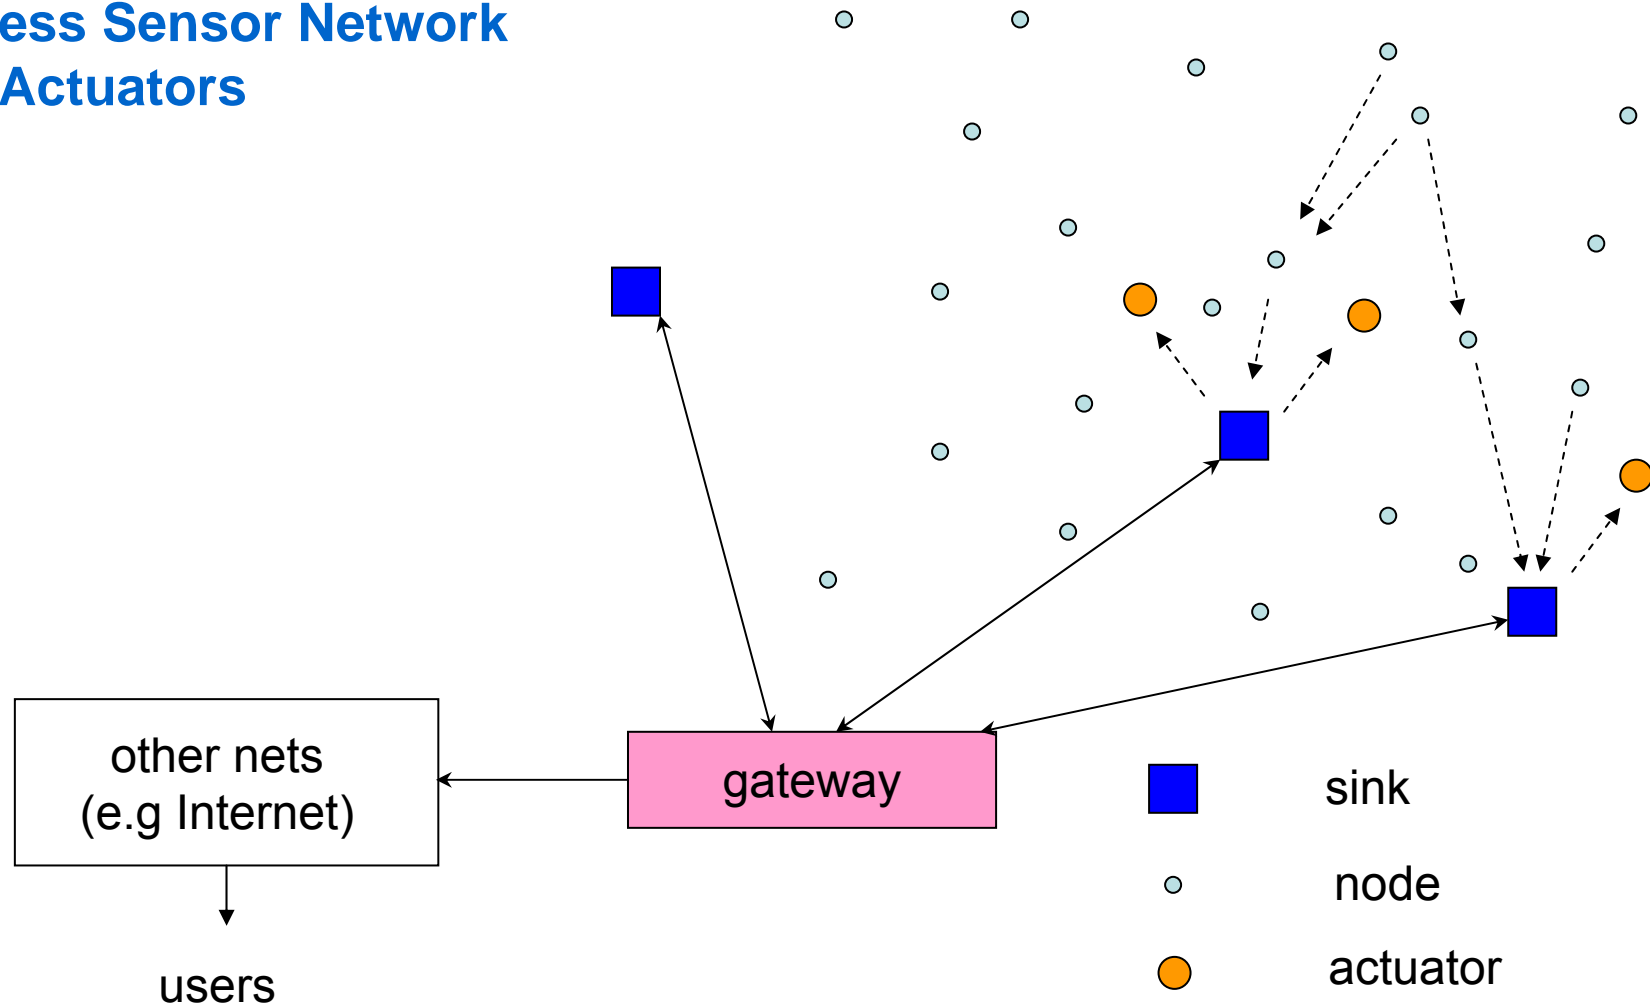 ess Sensor Network
Actuators
other nets
(e.g Internet)
gateway
users
sink
node
actuator